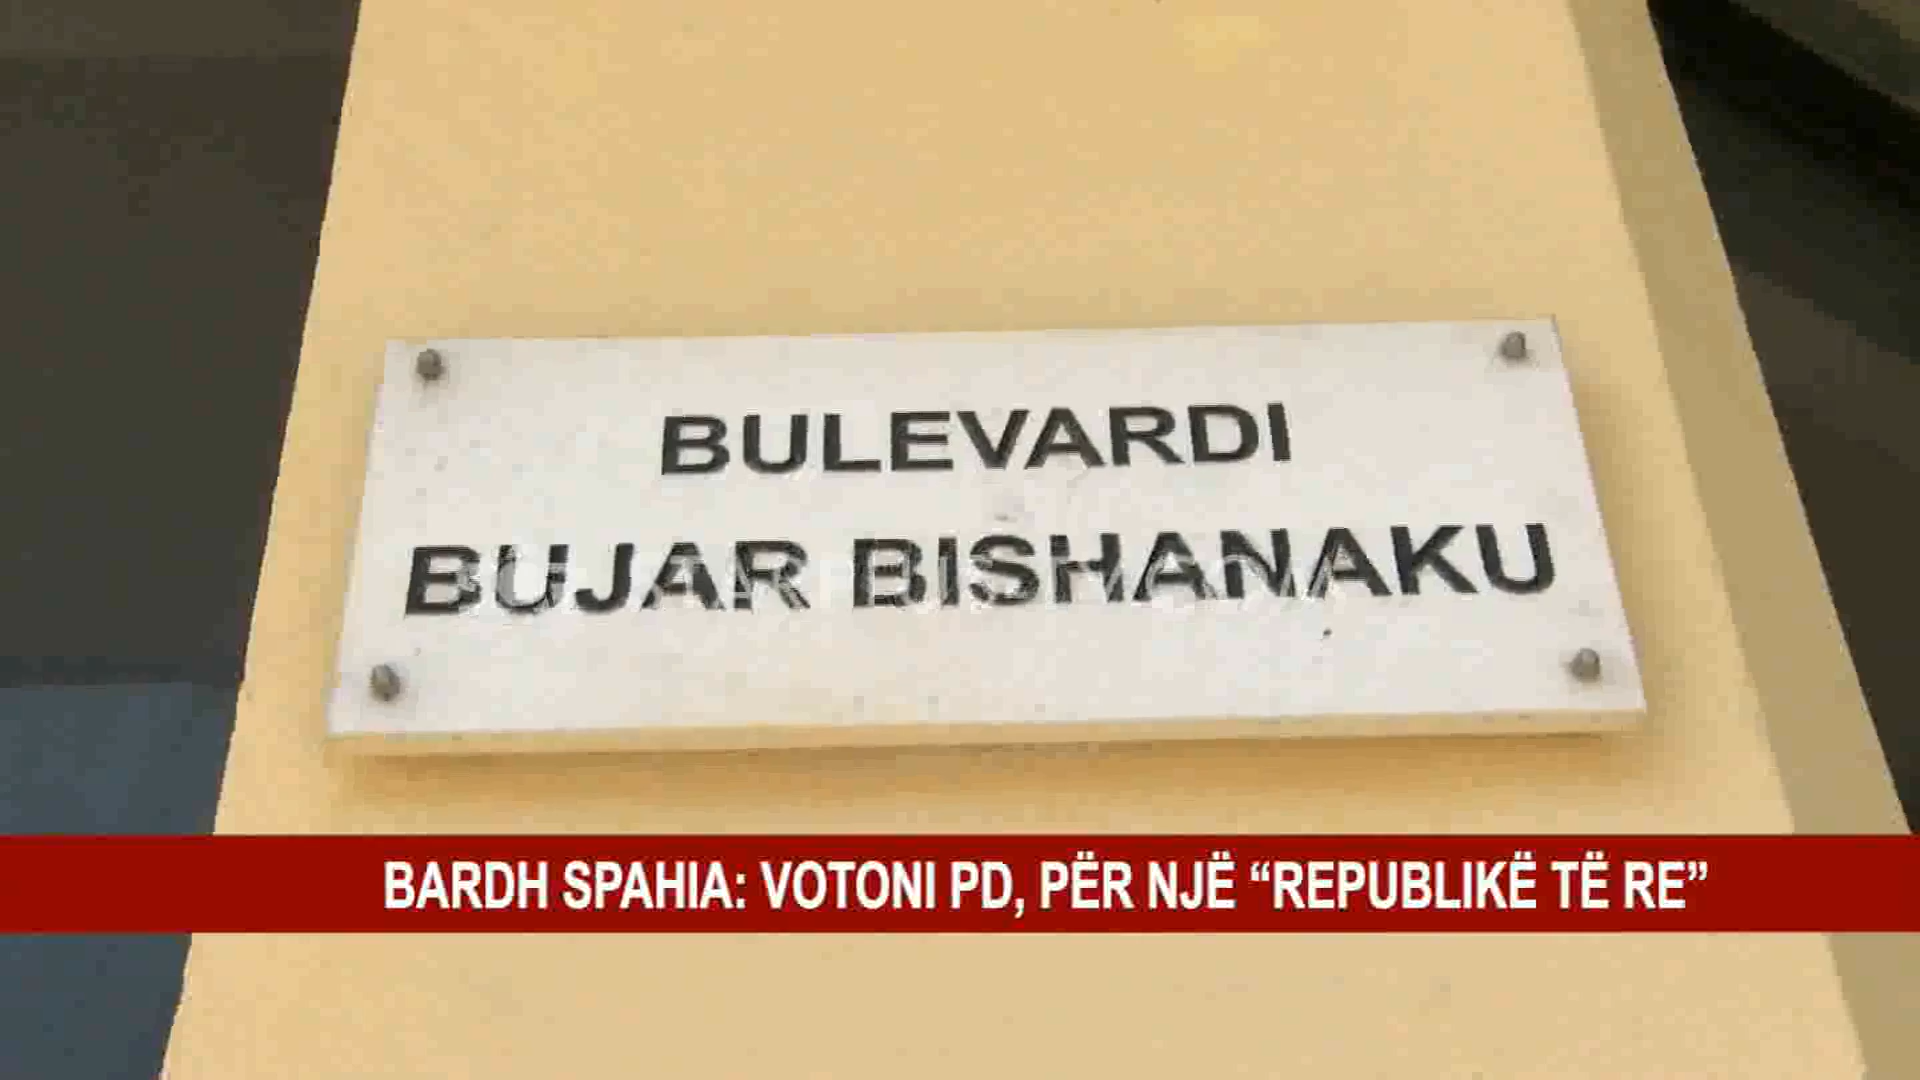 BULEVARDI
BUJAR BISHANAKU
BARDH SPAHIA: VOTONI PD, PËR NJË “REPUBLIKË TË RE”